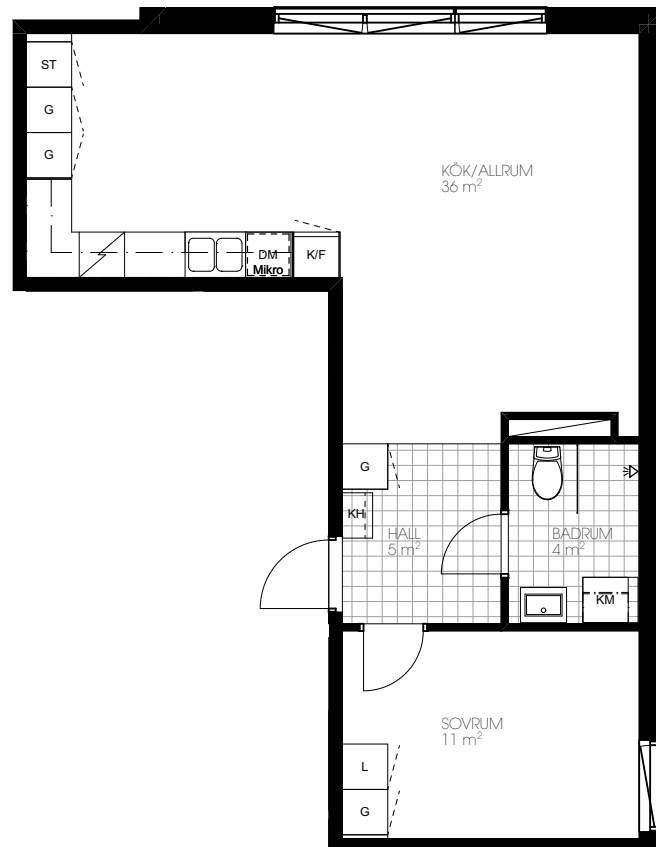 ST
G
G
KÖK/ALLRUM
36 m²
DM
Mikro
K/F
G
KH
HALL
5 m²
BADRUM
4 m²
KM
SOVRUM
11 m²
L
G